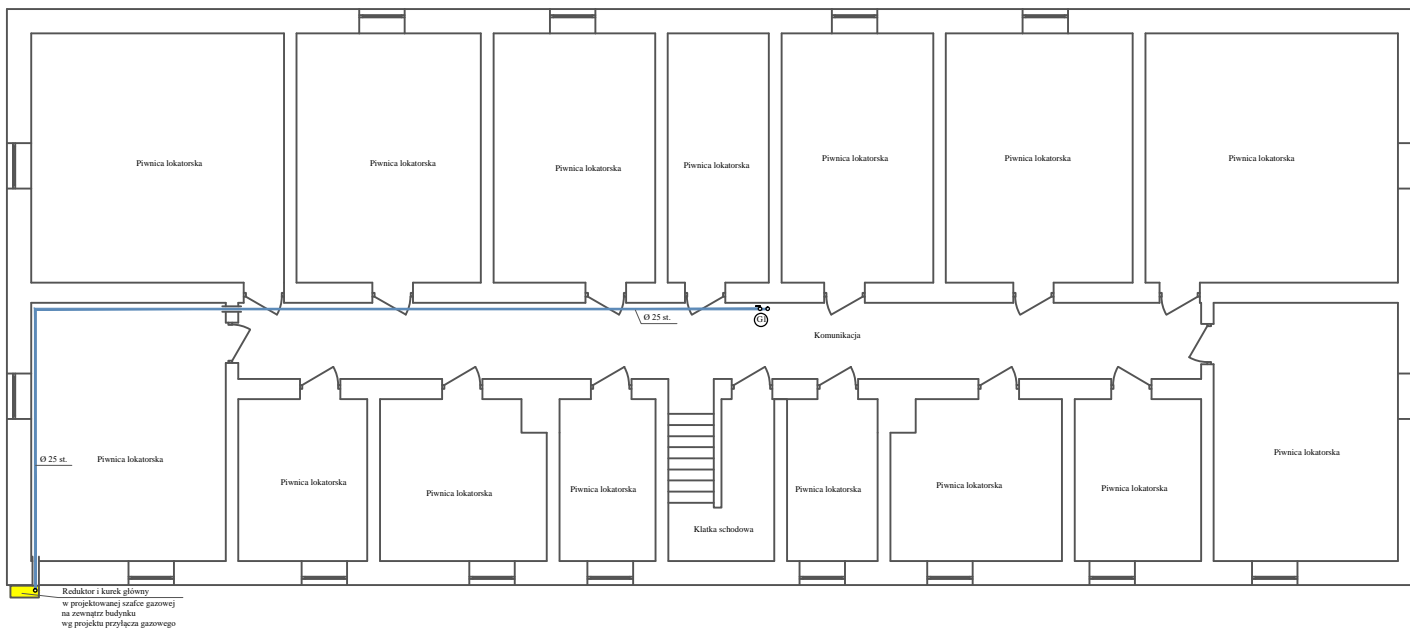 Piwnica lokatorska
Piwnica lokatorska
Piwnica lokatorska
Piwnica lokatorska
Piwnica lokatorska
Piwnica lokatorska
Piwnica lokatorska
Ø 25 st.
G1
Komunikacja
Ø 25 st.
Piwnica lokatorska
Piwnica lokatorska
Piwnica lokatorska
Piwnica lokatorska
Klatka schodowa
Piwnica lokatorska
Piwnica lokatorska
Piwnica lokatorska
Piwnica lokatorska
Reduktor i kurek główny
w projektowanej szafce gazowej
na zewnątrz budynku
wg projektu przyłącza gazowego